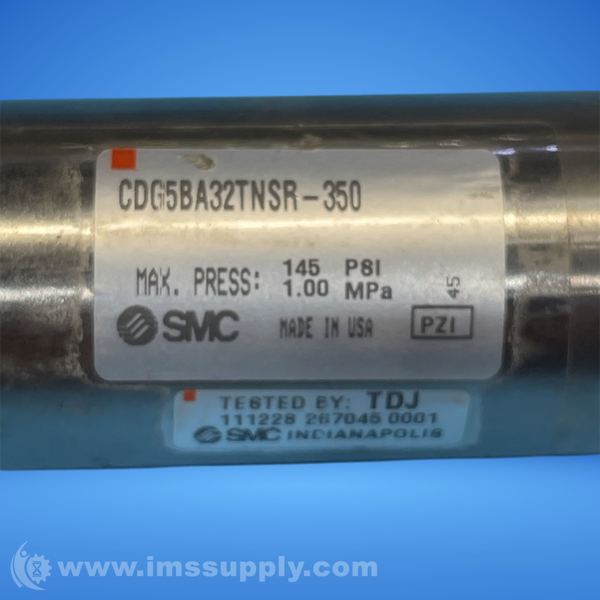 CDG5BA32TNSR-350
MAX. PRESS: 145 PSI
1.00 MPa
45
SMC MADE IN USA PZI
TESTED BY: TDJ
111228 267045 0001
SMC INDIANAPOLIS
www.imssupply.com